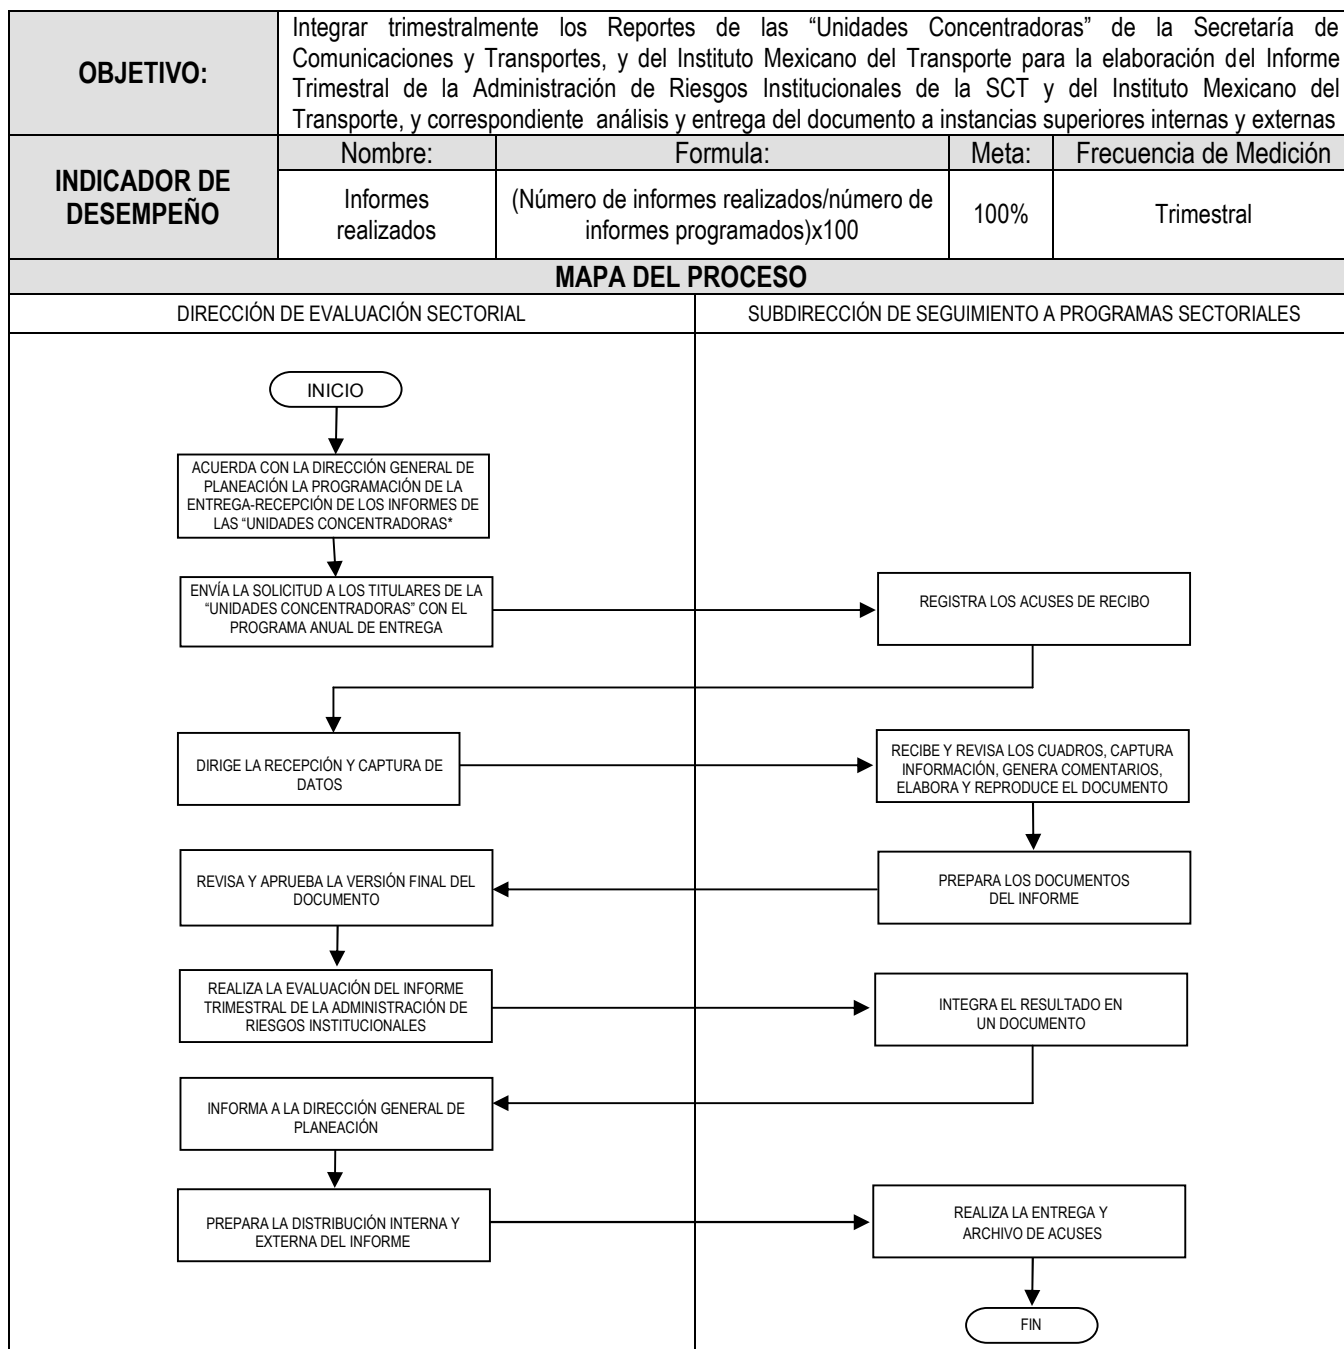 OBJETIVO:
Integrar trimestralmente los Reportes de las “Unidades Concentradoras” de la Secretaría de
Comunicaciones y Transportes, y del Instituto Mexicano del Transporte para la elaboración del Informe
Trimestral de la Administración de Riesgos Institucionales de la SCT y del Instituto Mexicano del
Transporte, y correspondiente análisis y entrega del documento a instancias superiores internas y externas
INDICADOR DE
DESEMPEÑO
Nombre:
Formula:
Meta:
Frecuencia de Medición
Informes
realizados
(Número de informes realizados/número de
informes programados)x100
100%
Trimestral
MAPA DEL PROCESO
DIRECCIÓN DE EVALUACIÓN SECTORIAL
SUBDIRECCIÓN DE SEGUIMIENTO A PROGRAMAS SECTORIALES
INICIO
ACUERDA CON LA DIRECCIÓN GENERAL DE
PLANEACIÓN LA PROGRAMACIÓN DE LA
ENTREGA-RECEPCIÓN DE LOS INFORMES DE
LAS “UNIDADES CONCENTRADORAS*
ENVÍA LA SOLICITUD A LOS TITULARES DE LA
“UNIDADES CONCENTRADORAS” CON EL
PROGRAMA ANUAL DE ENTREGA
REGISTRA LOS ACUSES DE RECIBO
DIRIGE LA RECEPCIÓN Y CAPTURA DE
DATOS
RECIBE Y REVISA LOS CUADROS, CAPTURA
INFORMACIÓN, GENERA COMENTARIOS,
ELABORA Y REPRODUCE EL DOCUMENTO
PREPARA LOS DOCUMENTOS
DEL INFORME
REVISA Y APRUEBA LA VERSIÓN FINAL DEL
DOCUMENTO
REALIZA LA EVALUACIÓN DEL INFORME
TRIMESTRAL DE LA ADMINISTRACIÓN DE
RIESGOS INSTITUCIONALES
INTEGRA EL RESULTADO EN
UN DOCUMENTO
INFORMA A LA DIRECCIÓN GENERAL DE
PLANEACIÓN
PREPARA LA DISTRIBUCIÓN INTERNA Y
EXTERNA DEL INFORME
REALIZA LA ENTREGA Y
ARCHIVO DE ACUSES
FIN